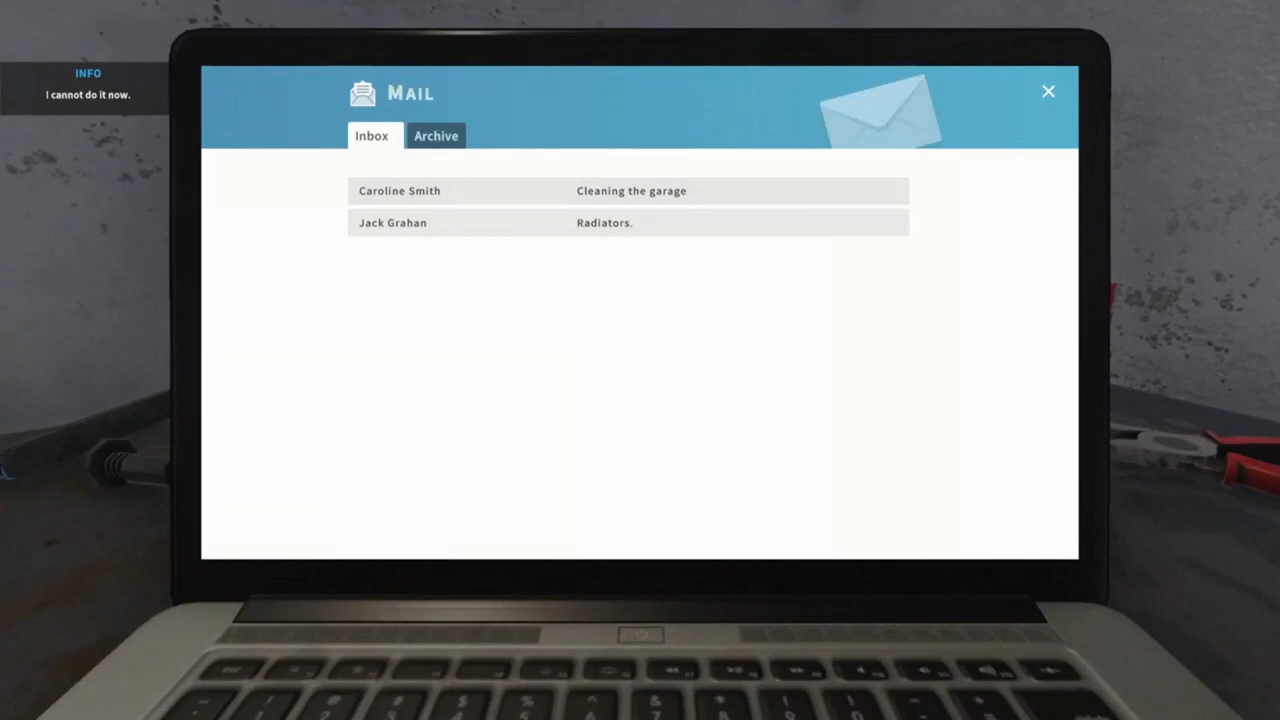 INFO
I cannot do it now.
MAIL
Inbox
Archive
Caroline Smith Cleaning the garage
Jack Grahan Radiators.